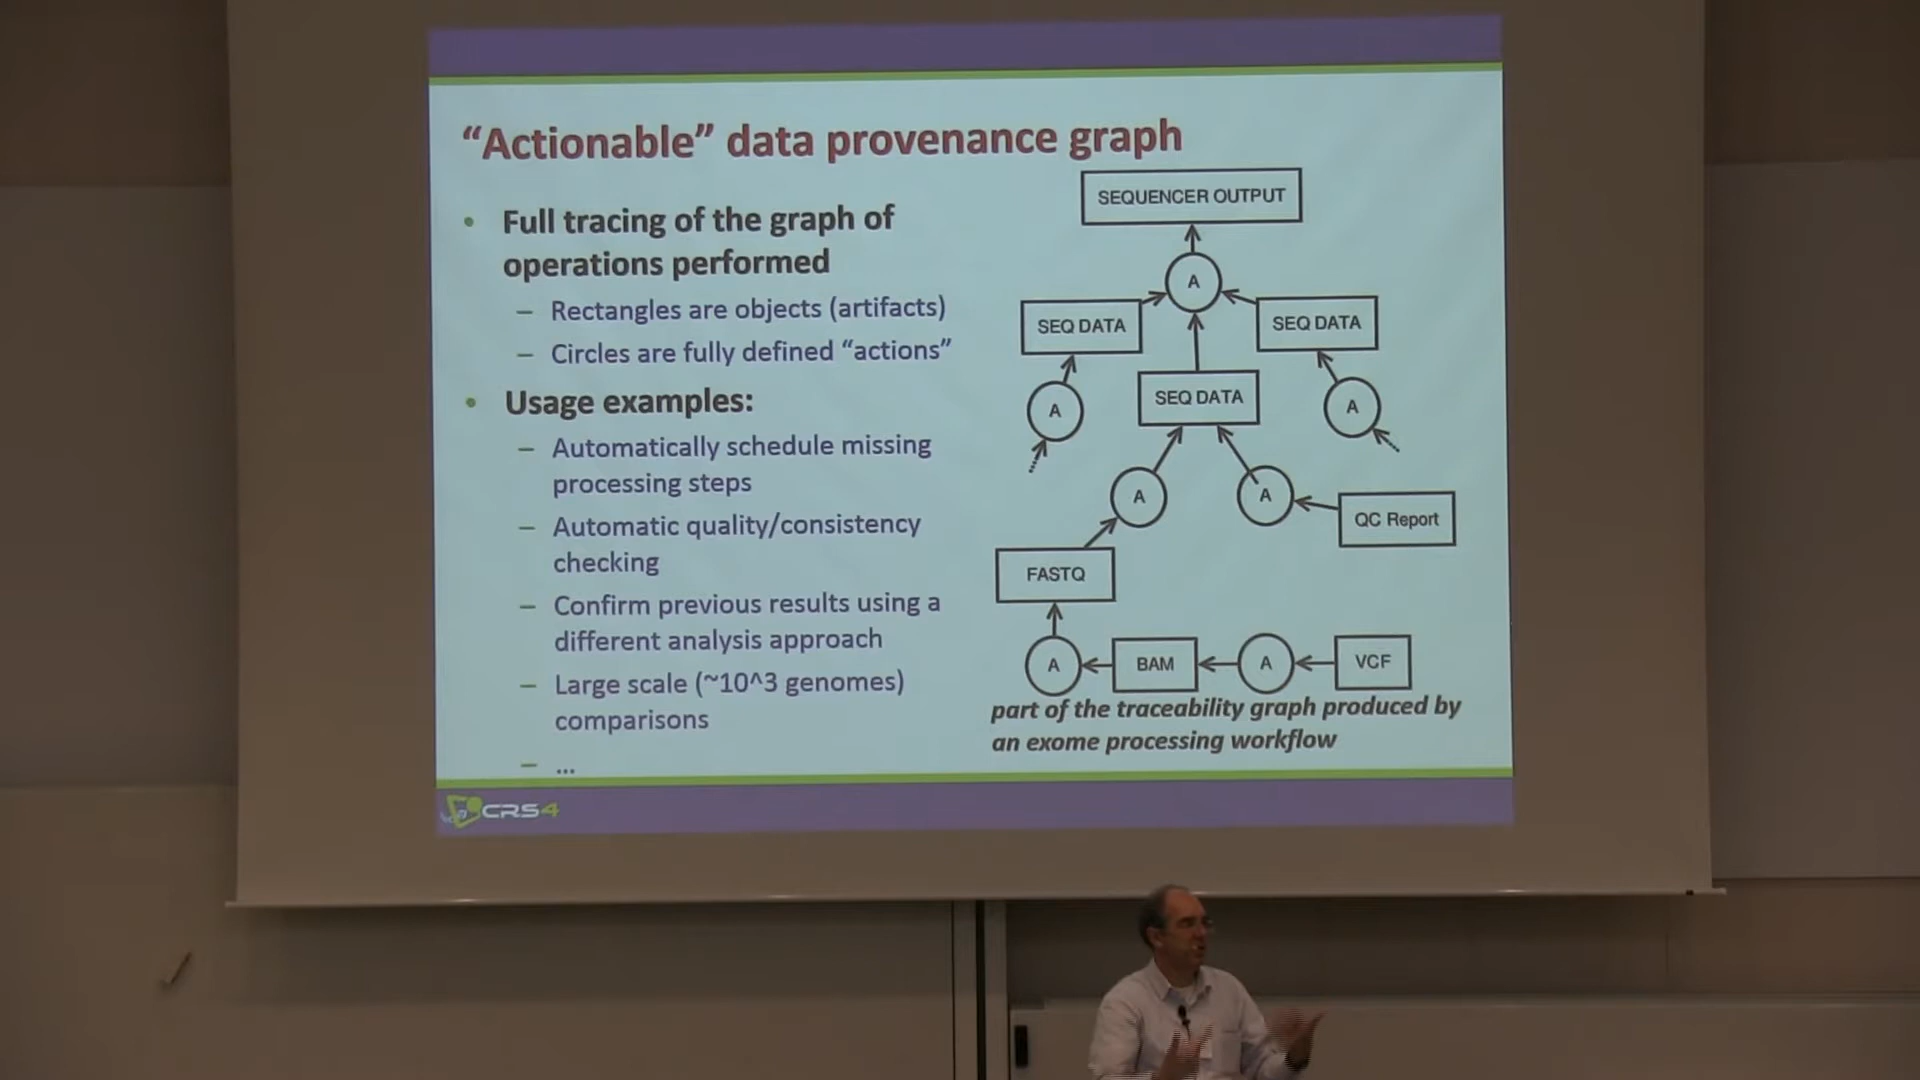 “Actionable” data provenance graph
• Full tracing of the graph of
operations performed
– Rectangles are objects (artifacts)
– Circles are fully defined “actions”
• Usage examples:
– Automatically schedule missing
processing steps
– Automatic quality/consistency
checking
– Confirm previous results using a
different analysis approach
– Large scale (~10^3 genomes)
comparisons
– ...
SEQUENCER OUTPUT
A
SEQ DATA
SEQ DATA
SEQ DATA
A
A
A
A
QC Report
FASTQ
A
BAM
A
VCF
part of the traceability graph produced by
an exome processing workflow
CRS4